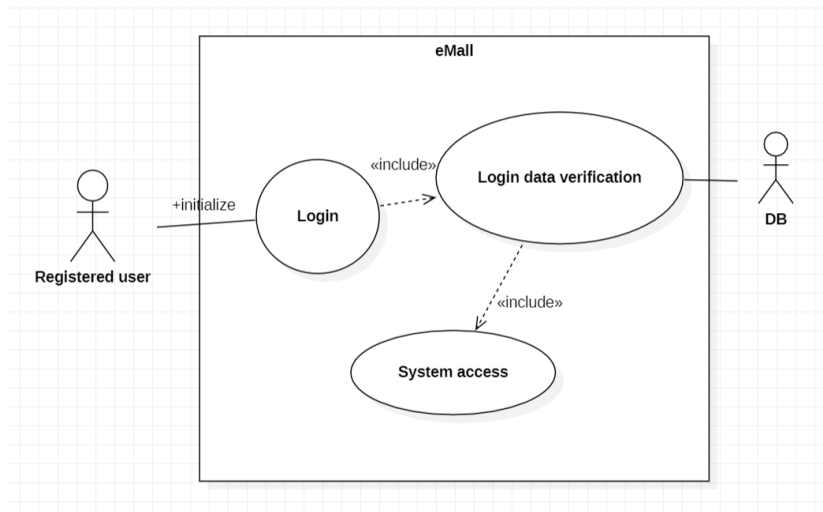 eMall
«include»
Login data verification
+initialize
Login
DB
Registered user
«include»
System access